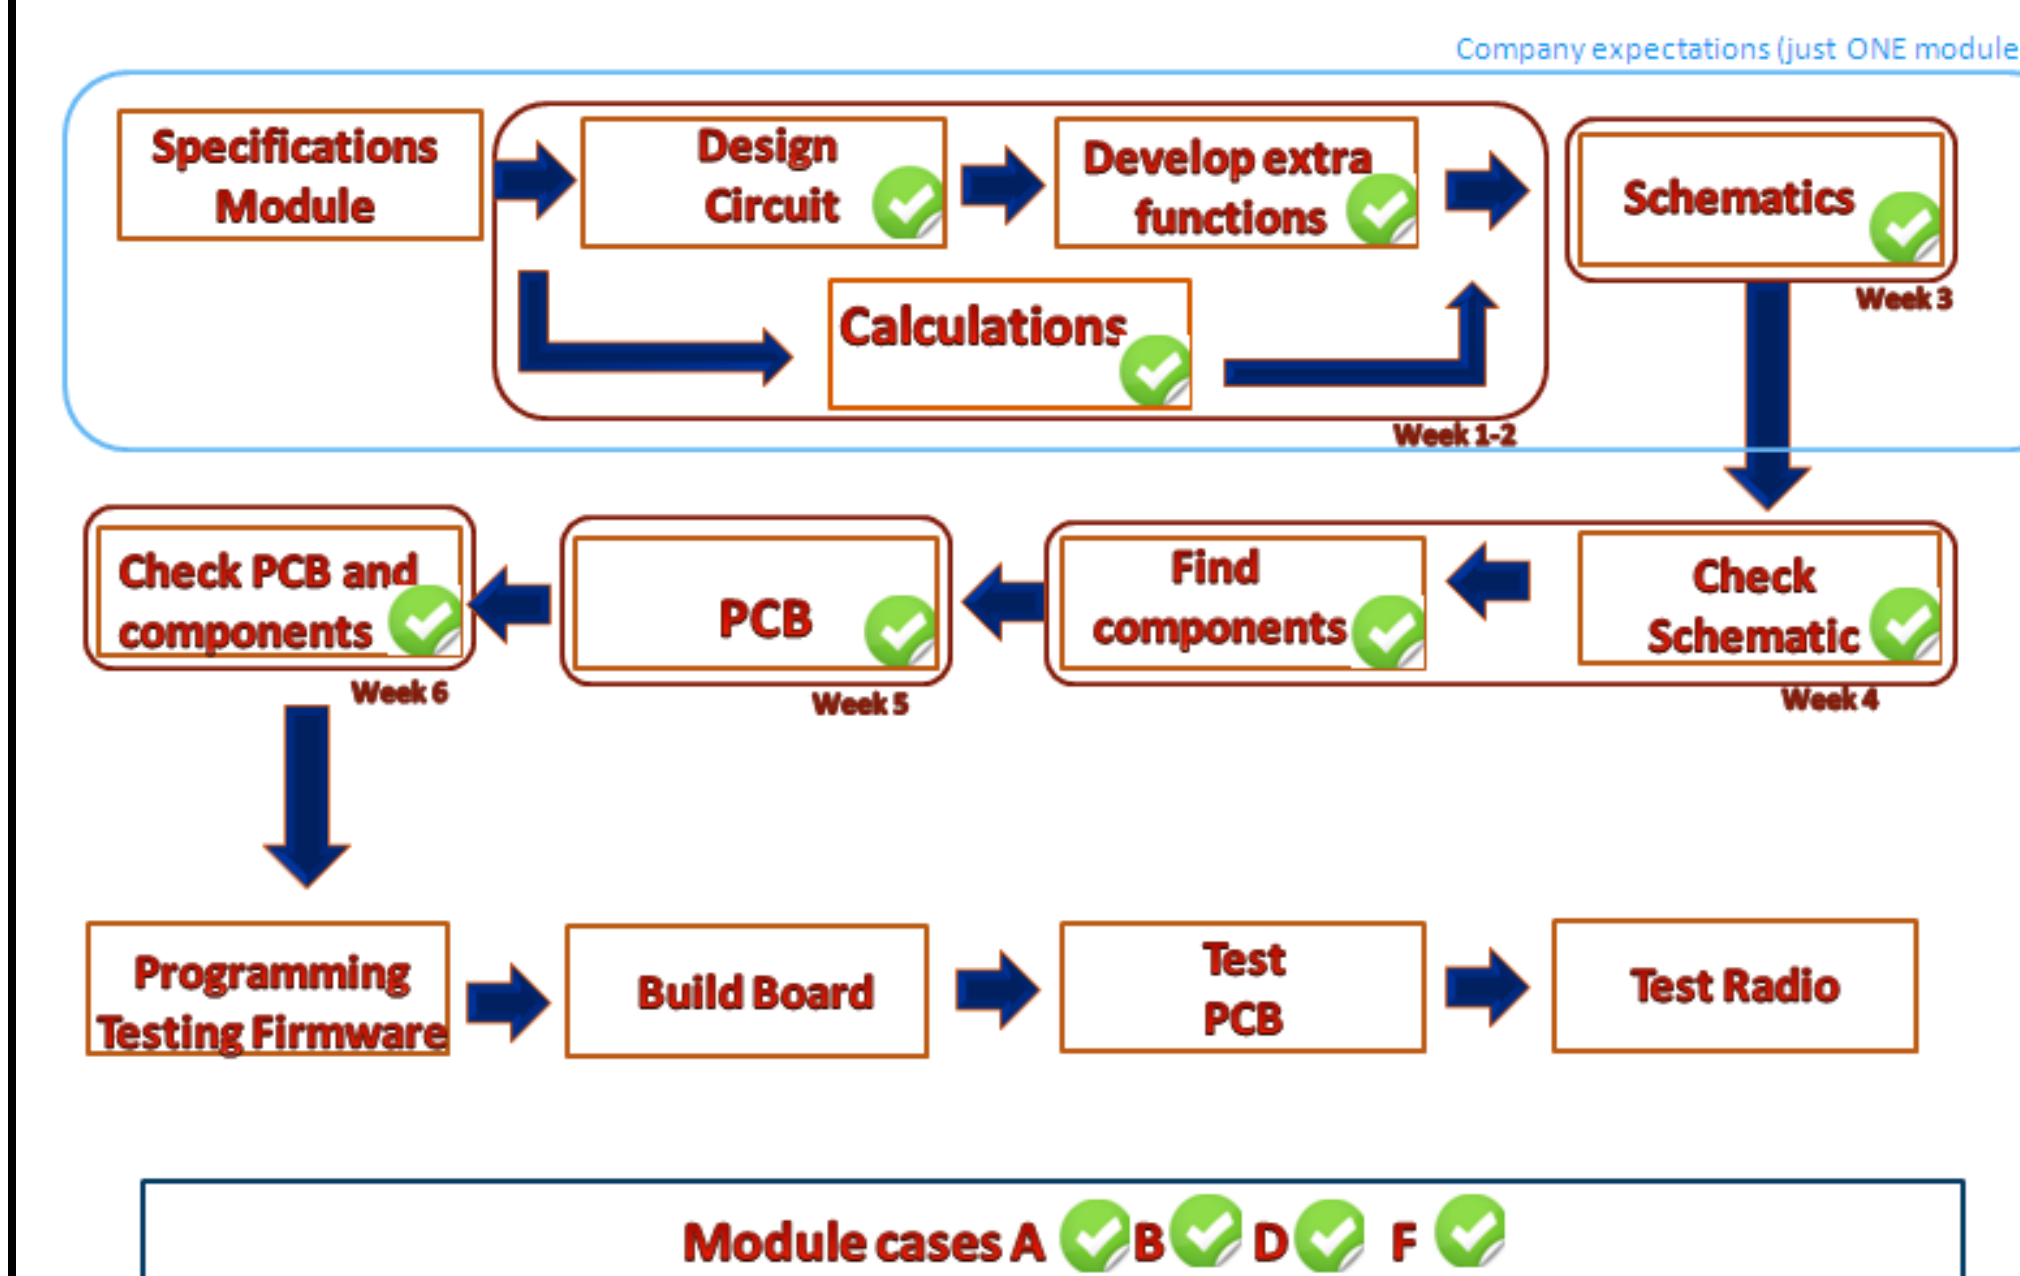 Company expectations (just ONE module
Specifications
Module
Design
Circuit
Develop extra
functions
Schematics
Calculations
Week 3
Week 1-2
Check PCB and
components
PCB
Find
components
Check
Schematic
Week 6
Week 5
Week 4
Programming
Testing Firmware
Build Board
Test
PCB
Test Radio
Module cases A B D F